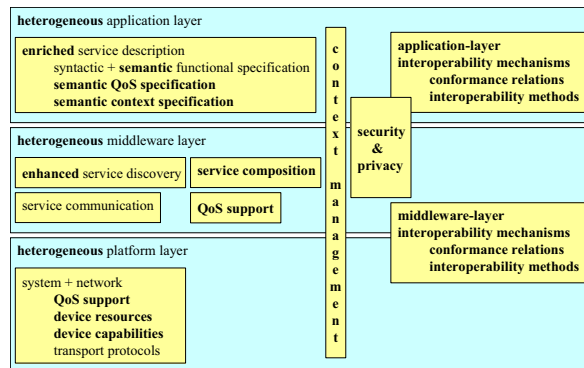 heterogeneous application layer
enriched service description
syntactic + semantic functional specification
semantic QoS specification
semantic context specification
context management
application-layer
interoperability mechanisms
conformance relations
interoperability methods
security
&
privacy
heterogeneous middleware layer
enhanced service discovery
service composition
service communication
QoS support
middleware-layer
interoperability mechanisms
conformance relations
interoperability methods
heterogeneous platform layer
system + network
QoS support
device resources
device capabilities
transport protocols